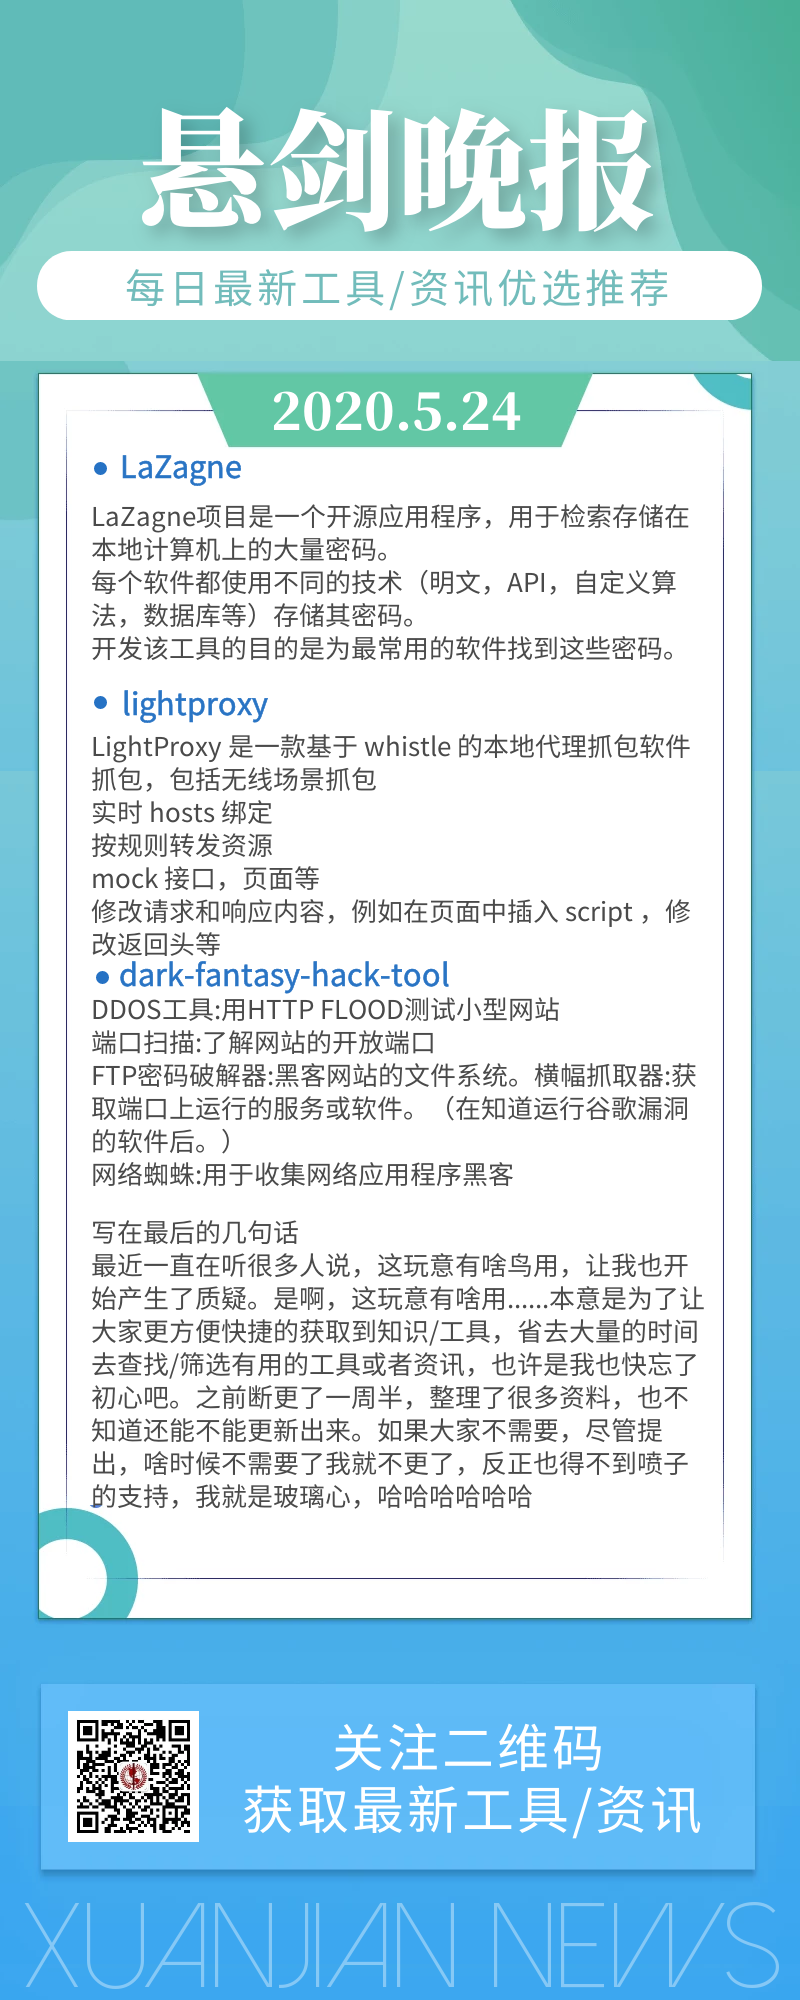 悬剑晚报
每日最新工具/资讯优选推荐
2020.5.24
LaZagne
LaZagne项目是一个开源应用程序，用于检索存储在
本地计算机上的大量密码。
每个软件都使用不同的技术（明文，API，自定义算
法，数据库等）存储其密码。
开发该工具的目的是为最常用的软件找到这些密码。
lightproxy
LightProxy 是一款基于 whistle 的本地代理抓包软件
抓包，包括无线场景抓包
实时 hosts 绑定
按规则转发资源
mock 接口，页面等
修改请求和响应内容，例如在页面中插入 script ，修
改返回头等
dark-fantasy-hack-tool
DDOS工具:用HTTP FLOOD测试小型网站
端口扫描:了解网站的开放端口
FTP密码破解器:黑客网站的文件系统。横幅抓取器:获
取端口上运行的服务或软件。（在知道运行谷歌漏洞
的软件后。）
网络蜘蛛:用于收集网络应用程序黑客
写在最后的几句话
最近一直在听很多人说，这玩意有啥鸟用，让我也开
始产生了质疑。是啊，这玩意有啥用......本意是为了让
大家更方便快捷的获取到知识/工具，省去大量的时间
去查找/筛选有用的工具或者资讯，也许是我也快忘了
初心吧。之前断更了一周半，整理了很多资料，也不
知道还能不能更新出来。如果大家不需要，尽管提
出，啥时候不需要了我就不更了，反正也得不到喷子
的支持，我就是玻璃心，哈哈哈哈哈哈
关注二维码
获取最新工具/资讯
XUANJIAN NEWS